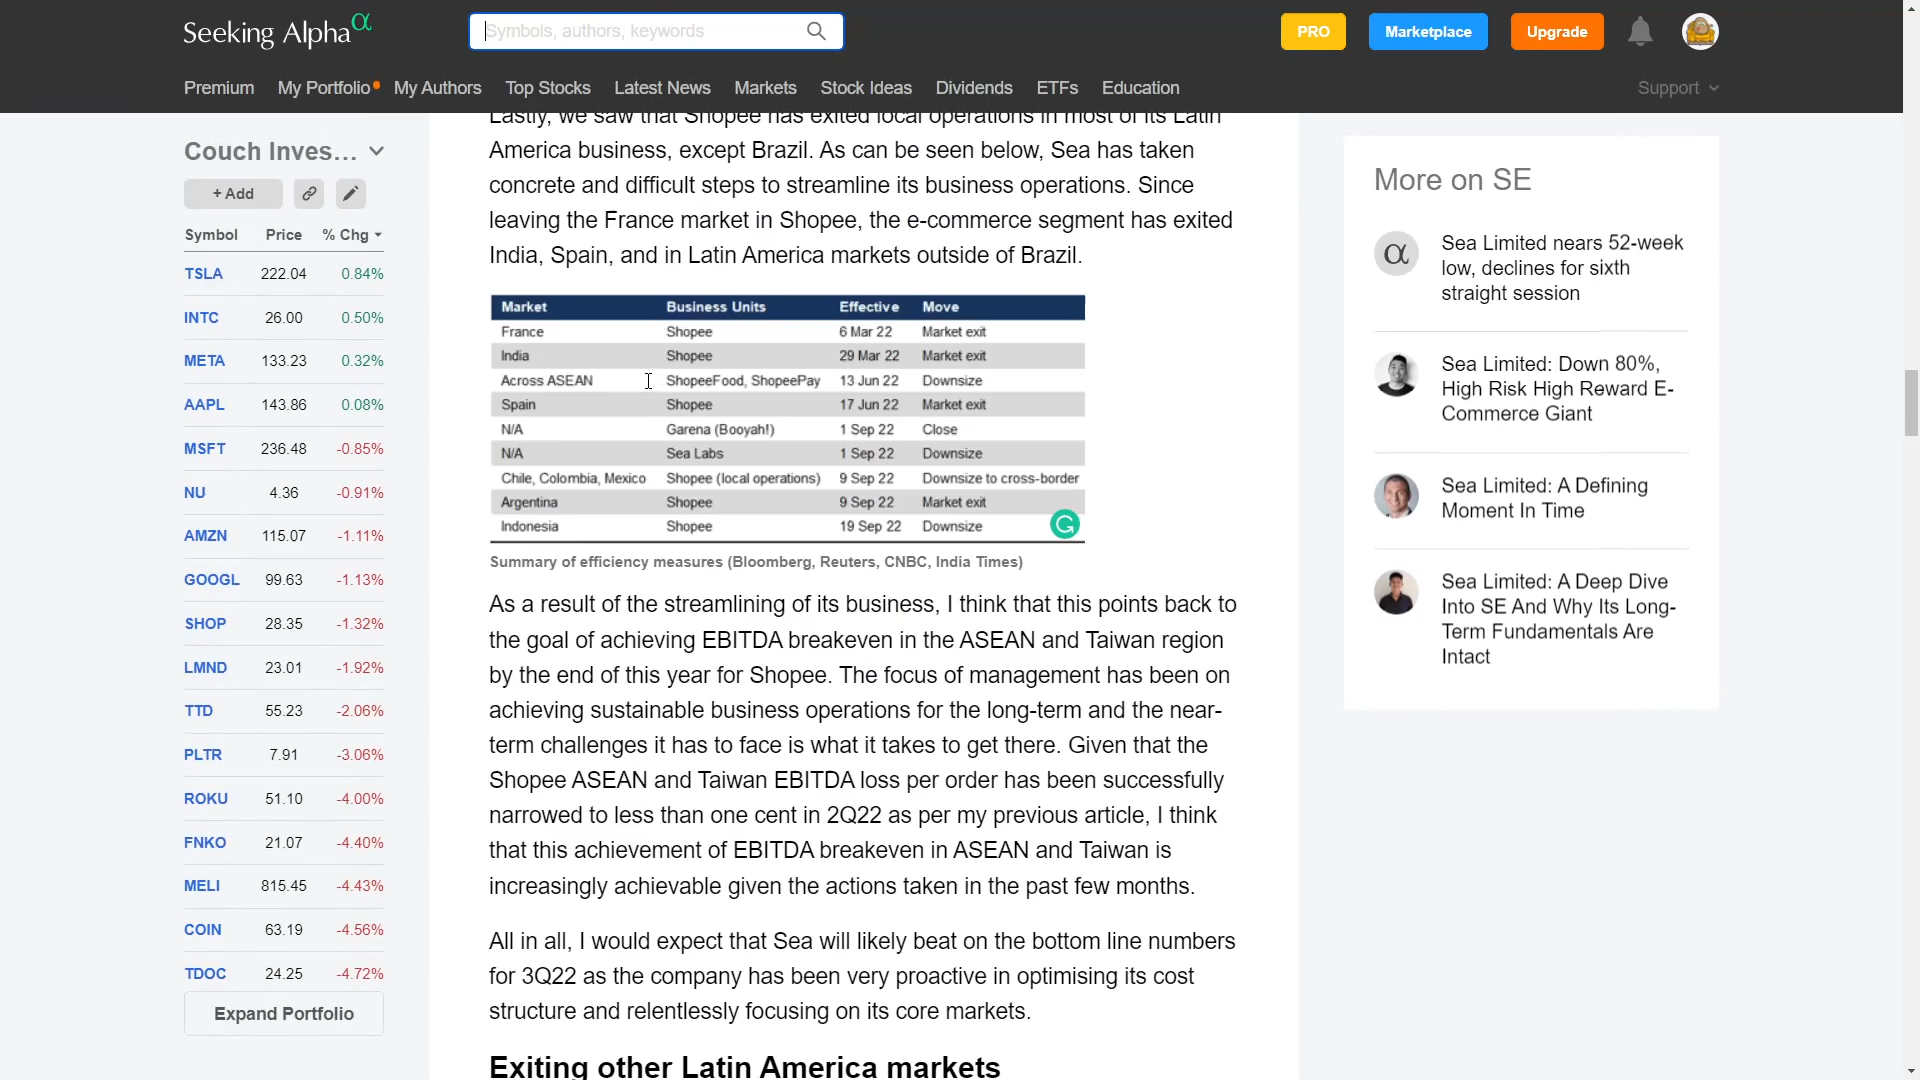 Seeking Alpha α
Symbols, authors, keywords
PRO
Marketplace
Upgrade
Premium My Portfolio My Authors Top Stocks Latest News Markets Stock Ideas Dividends ETFs Education
Support
Couch Inves...
+ Add
Symbol Price % Chg
TSLA 222.04 0.84%
INTC 26.00 0.50%
META 133.23 0.32%
AAPL 143.86 0.08%
MSFT 236.48 -0.85%
NU 4.36 -0.91%
AMZN 115.07 -1.11%
GOOGL 99.63 -1.13%
SHOP 28.35 -1.32%
LMND 23.01 -1.92%
TTD 55.23 -2.06%
PLTR 7.91 -3.06%
ROKU 51.10 -4.00%
FNKO 21.07 -4.40%
MELI 815.45 -4.43%
COIN 63.19 -4.56%
TDOC 24.25 -4.72%
Expand Portfolio
Lastly, we saw that Shopee has exited local operations in most of its Latin
America business, except Brazil. As can be seen below, Sea has taken
concrete and difficult steps to streamline its business operations. Since
leaving the France market in Shopee, the e-commerce segment has exited
India, Spain, and in Latin America markets outside of Brazil.
Market Business Units Effective Move
France Shopee 6 Mar 22 Market exit
India Shopee 29 Mar 22 Market exit
Across ASEAN ShopeeFood, ShopeePay 13 Jun 22 Downsize
Spain Shopee 17 Jun 22 Market exit
N/A Garena (Booyah!) 1 Sep 22 Close
N/A Sea Labs 1 Sep 22 Downsize
Chile, Colombia, Mexico Shopee (local operations) 9 Sep 22 Downsize to cross-border
Argentina Shopee 9 Sep 22 Market exit
Indonesia Shopee 19 Sep 22 Downsize
Summary of efficiency measures (Bloomberg, Reuters, CNBC, India Times)
As a result of the streamlining of its business, I think that this points back to
the goal of achieving EBITDA breakeven in the ASEAN and Taiwan region
by the end of this year for Shopee. The focus of management has been on
achieving sustainable business operations for the long-term and the near-
term challenges it has to face is what it takes to get there. Given that the
Shopee ASEAN and Taiwan EBITDA loss per order has been successfully
narrowed to less than one cent in 2Q22 as per my previous article, I think
that this achievement of EBITDA breakeven in ASEAN and Taiwan is
increasingly achievable given the actions taken in the past few months.
All in all, I would expect that Sea will likely beat on the bottom line numbers
for 3Q22 as the company has been very proactive in optimising its cost
structure and relentlessly focusing on its core markets.
Exiting other Latin America markets
More on SE
α
Sea Limited nears 52-week
low, declines for sixth
straight session
Sea Limited: Down 80%,
High Risk High Reward E-
Commerce Giant
Sea Limited: A Defining
Moment In Time
Sea Limited: A Deep Dive
Into SE And Why Its Long-
Term Fundamentals Are
Intact